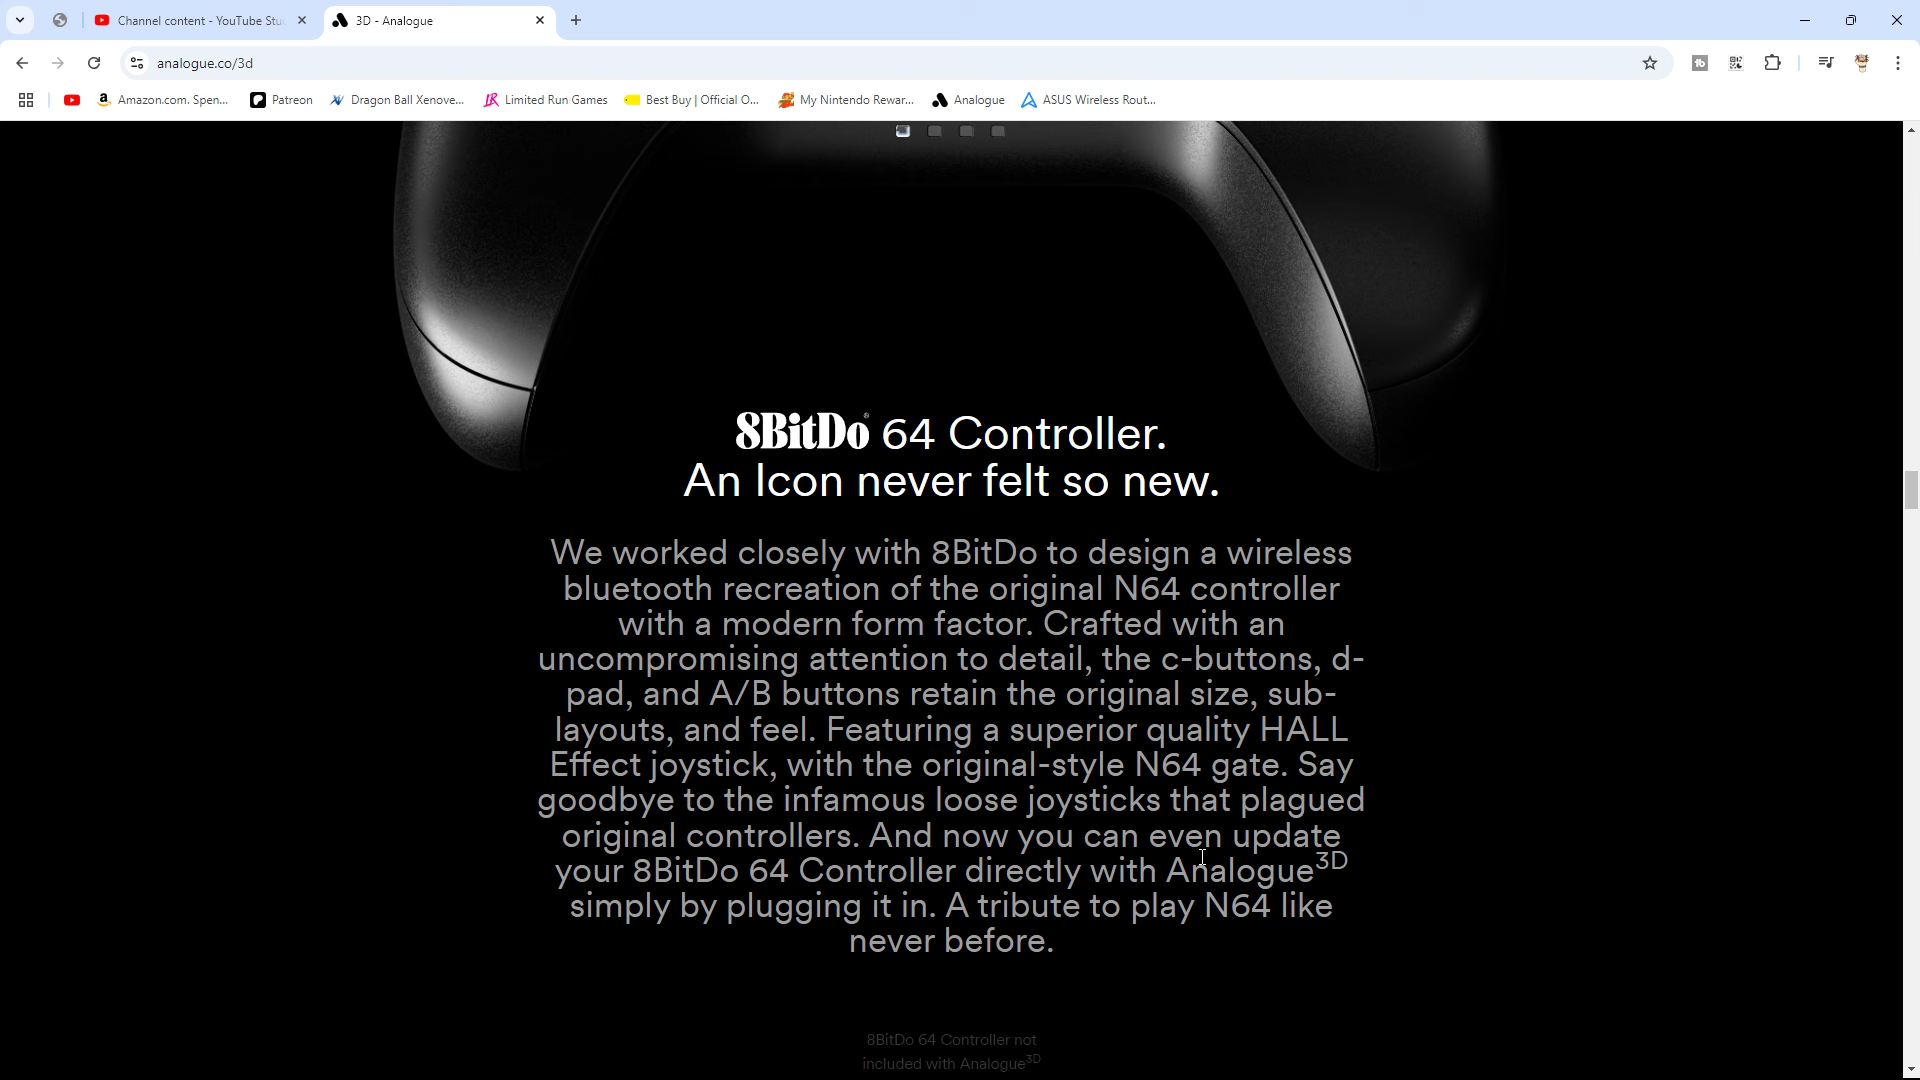 Channel content - YouTube Stu
3D - Analogue
analogue.co/3d
Amazon.com. Spen...
Patreon
Dragon Ball Xenove...
LR Limited Run Games
Best Buy | Official O...
My Nintendo Rewar...
Analogue
ASUS Wireless Rout...
8BitDo® 64 Controller.
An Icon never felt so new.
We worked closely with 8BitDo to design a wireless
bluetooth recreation of the original N64 controller
with a modern form factor. Crafted with an
uncompromising attention to detail, the c-buttons, d-
pad, and A/B buttons retain the original size, sub-
layouts, and feel. Featuring a superior quality HALL
Effect joystick, with the original-style N64 gate. Say
goodbye to the infamous loose joysticks that plagued
original controllers. And now you can even update
your 8BitDo 64 Controller directly with Analogue3D
simply by plugging it in. A tribute to play N64 like
never before.
8BitDo 64 Controller not
included with Analogue3D